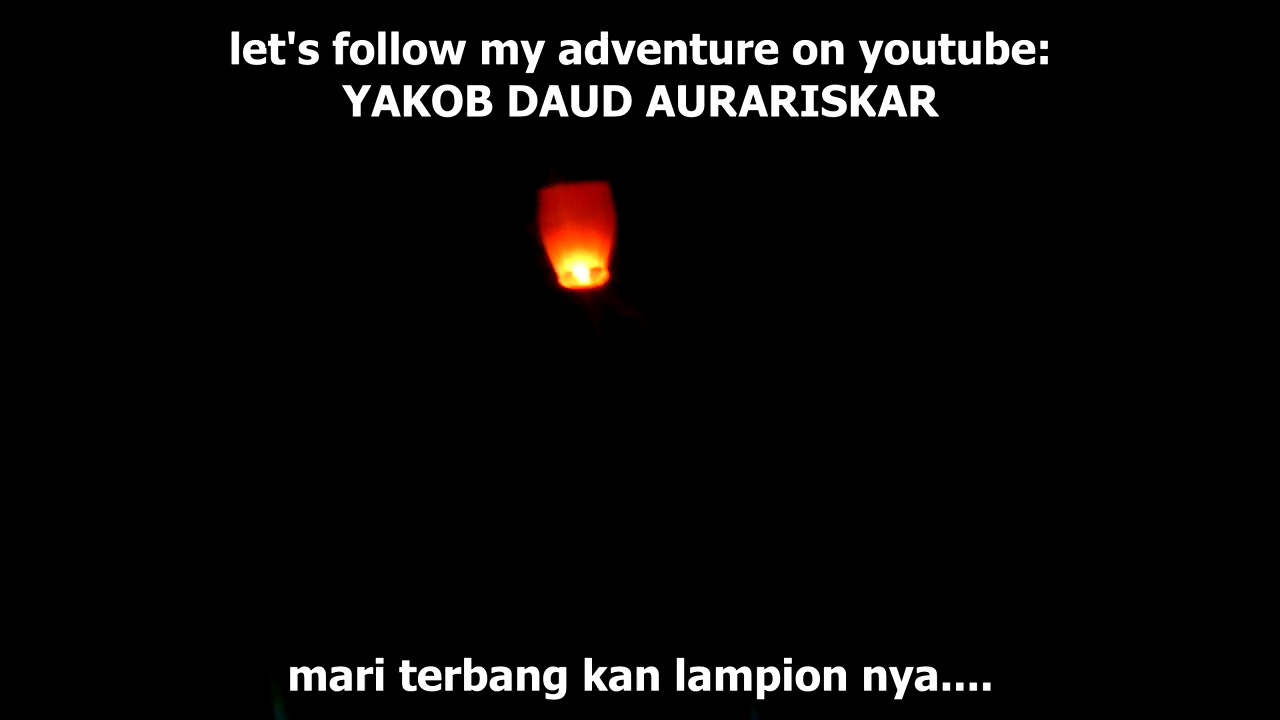 let's follow my adventure on youtube:
YAKOB DAUD AURARISKAR
mari terbang kan lampion nya....